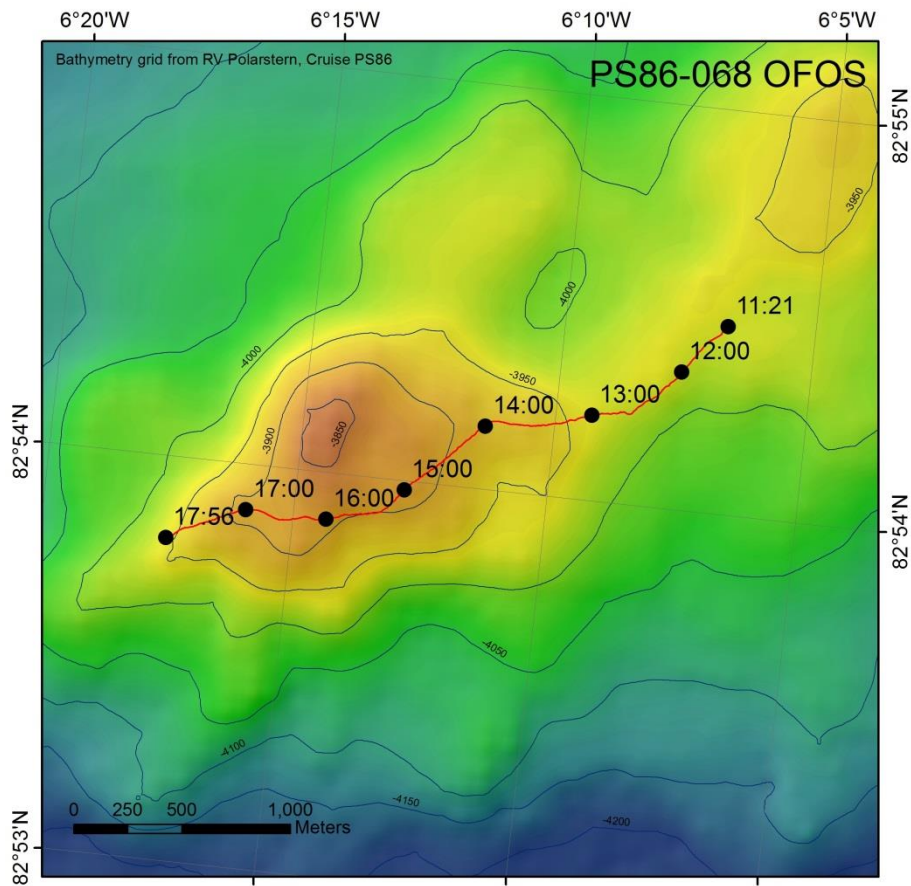 6°20'W 6°15'W 6°10'W 6°5'W
Bathymetry grid from RV Polarstern, Cruise PS86
PS86-068 OFOS
82°55'N
-3950
-4000
11:21
-4000
12:00
-3950
13:00
14:00
-3850
-3900
82°54'N
15:00
17:00
16:00
17:56
82°54'N
-4050
-4100
-4150
-4200
0 250 500 1,000
Meters
82°53'N